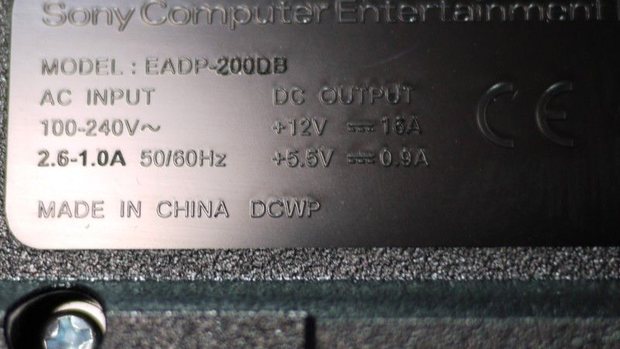 Sony Computer Entertainment
MODEL : EADP-200DB
AC INPUT DC OUTPUT
100-240V~ +12V ⎓ 16A
2.6-1.0A 50/60Hz +5.5V ⎓ 0.9A
CE
MADE IN CHINA DCWP